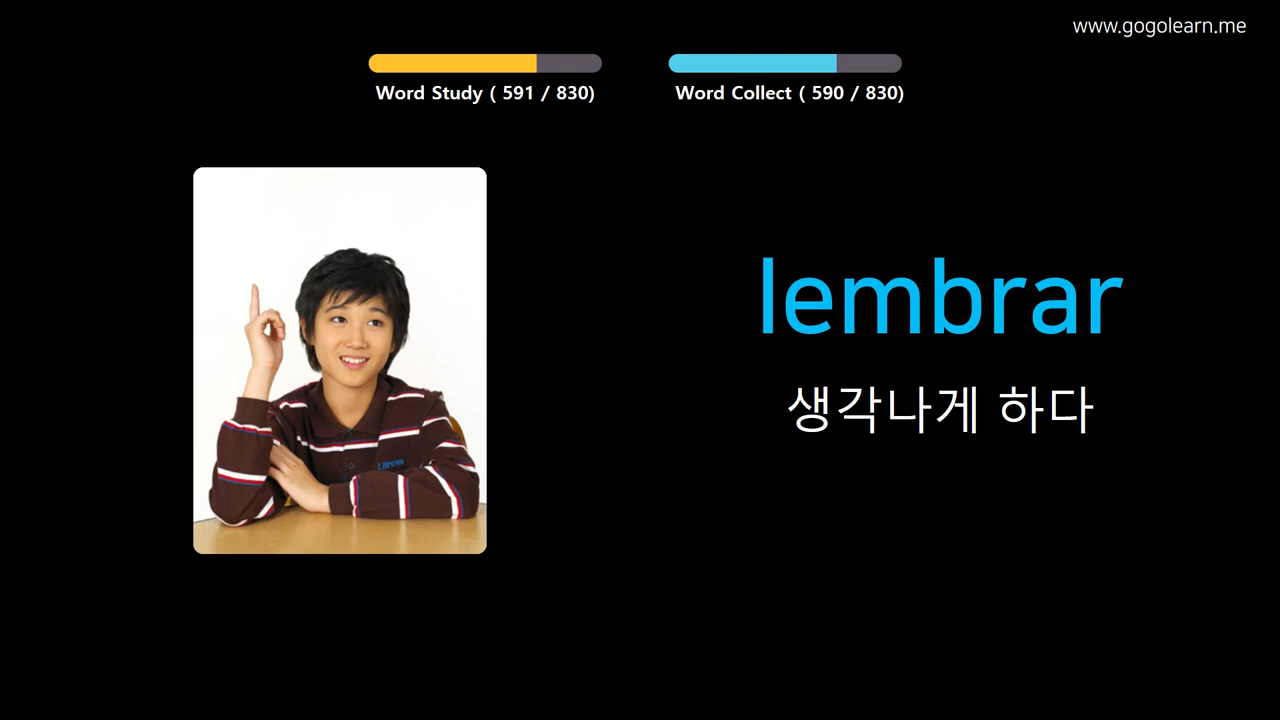 www.gogolearn.me
Word Study ( 591 / 830)
Word Collect ( 590 / 830)
lembrar
생각나게 하다